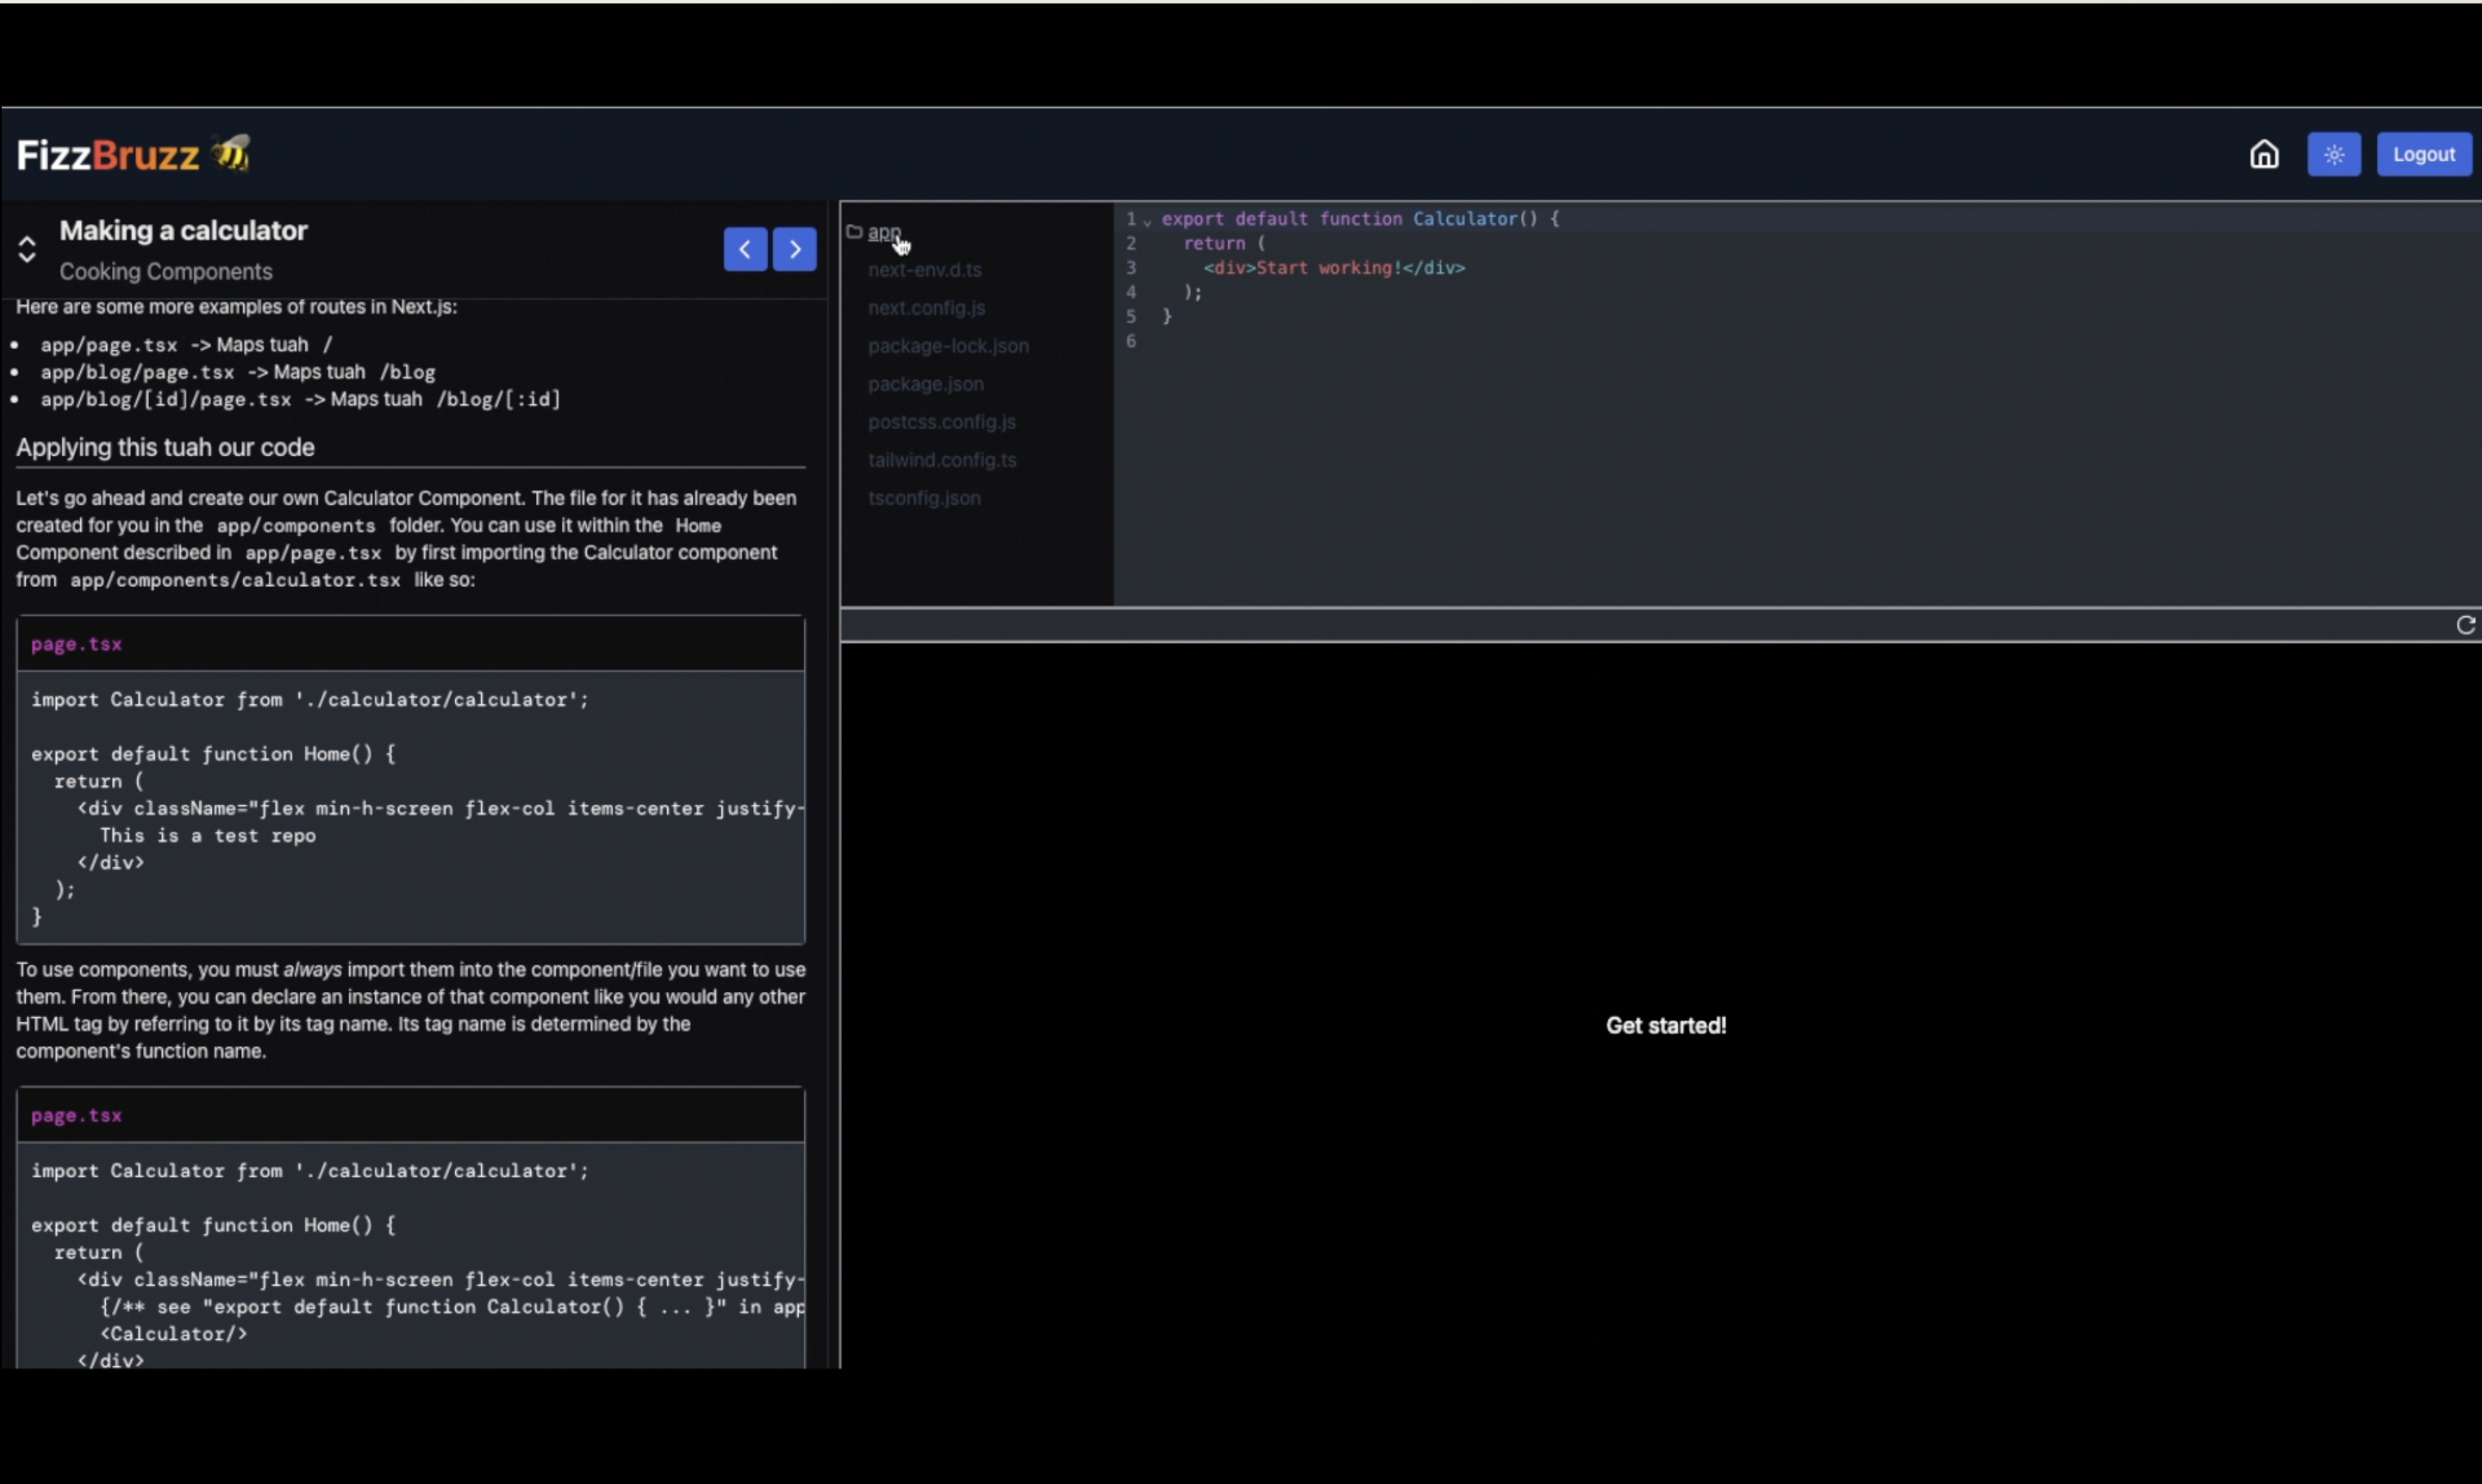 FizzBruzz
Logout
Making a calculator
Cooking Components
Here are some more examples of routes in Next.js:
app/page.tsx -> Maps tuah /
app/blog/page.tsx -> Maps tuah /blog
app/blog/[id]/page.tsx -> Maps tuah /blog/[:id]
Applying this tuah our code
Let's go ahead and create our own Calculator Component. The file for it has already been
created for you in the app/components folder. You can use it within the Home
Component described in app/page.tsx by first importing the Calculator component
from app/components/calculator.tsx like so:
page.tsx
import Calculator from './calculator/calculator';
export default function Home() {
return (
<div className="flex min-h-screen flex-col items-center justify-
This is a test repo
</div>
);
}
To use components, you must always import them into the component/file you want to use
them. From there, you can declare an instance of that component like you would any other
HTML tag by referring to it by its tag name. Its tag name is determined by the
component's function name.
page.tsx
import Calculator from './calculator/calculator';
export default function Home() {
return (
<div className="flex min-h-screen flex-col items-center justify-
{/** see "export default function Calculator() { ... }" in app
<Calculator/>
</div>
app
next-env.d.ts
next.config.js
package-lock.json
package.json
postcss.config.js
tailwind.config.ts
tsconfig.json
1 export default function Calculator() {
2 return (
3 <div>Start working!</div>
4 );
5 }
6
Get started!